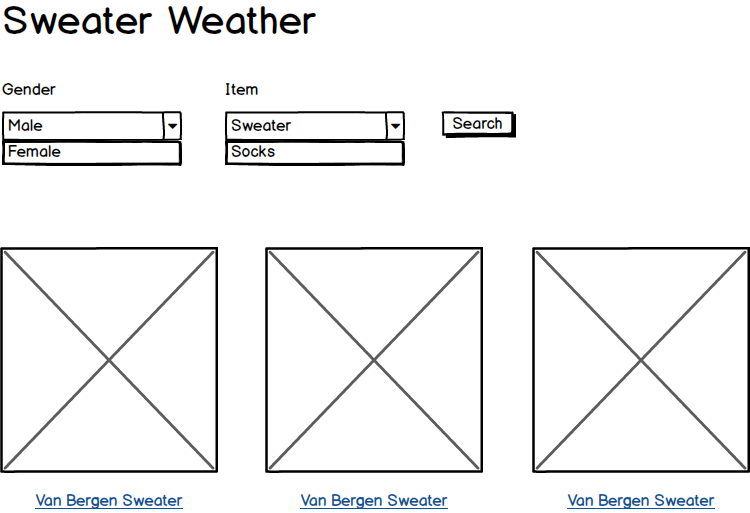 Sweater Weather
Gender Item
Male Sweater Search
Female Socks
Van Bergen Sweater Van Bergen Sweater Van Bergen Sweater